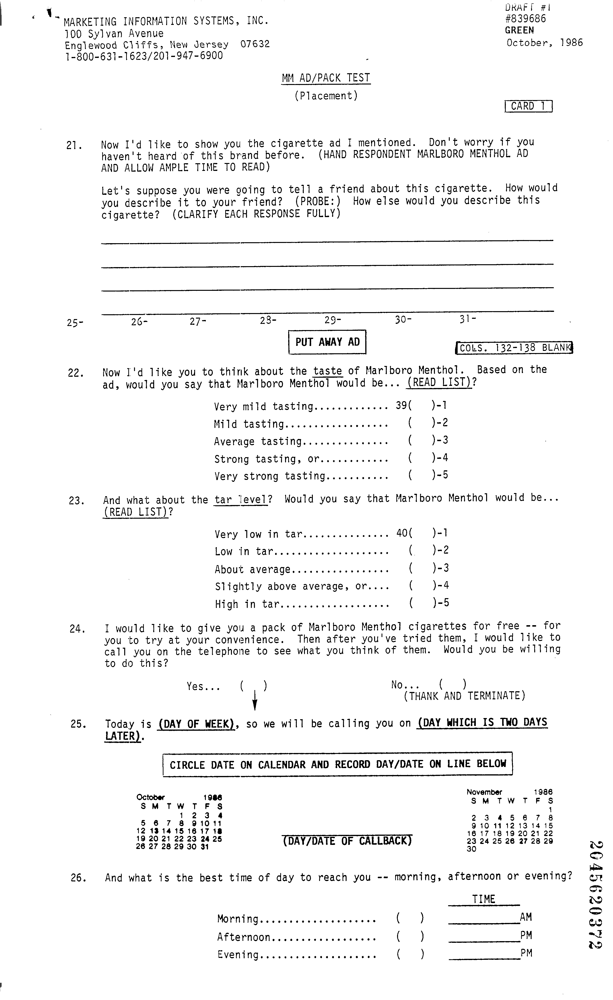 MARKETING INFORMATION SYSTEMS, INC.
100 Sylvan Avenue
Englewood Cliffs, New Jersey 07632
1-800-631-1623/201-947-6900
DRAFT #1
#839686
GREEN
October, 1986
MM AD/PACK TEST
(Placement)
CARD 1
21. Now I'd like to show you the cigarette ad I mentioned. Don't worry if you
haven't heard of this brand before. (HAND RESPONDENT MARLBORO MENTHOL AD
AND ALLOW AMPLE TIME TO READ)
Let's suppose you were going to tell a friend about this cigarette. How would
you describe it to your friend? (PROBE:) How else would you describe this
cigarette? (CLARIFY EACH RESPONSE FULLY)
25- 26- 27- 28- 29- 30- 31-
PUT AWAY AD
COLS. 132-138 BLANK
22. Now I'd like you to think about the taste of Marlboro Menthol. Based on the
ad, would you say that Marlboro Menthol would be... (READ LIST)?
Very mild tasting............. 39( )-1
Mild tasting.................. ( )-2
Average tasting............... ( )-3
Strong tasting, or............ ( )-4
Very strong tasting........... ( )-5
23. And what about the tar level? Would you say that Marlboro Menthol would be...
(READ LIST)?
Very low in tar............... 40( )-1
Low in tar.................... ( )-2
About average................. ( )-3
Slightly above average, or.... ( )-4
High in tar................... ( )-5
24. I would like to give you a pack of Marlboro Menthol cigarettes for free -- for
you to try at your convenience. Then after you've tried them, I would like to
call you on the telephone to see what you think of them. Would you be willing
to do this?
Yes... ( ) No... ( )
(THANK AND TERMINATE)
25. Today is (DAY OF WEEK), so we will be calling you on (DAY WHICH IS TWO DAYS
LATER).
CIRCLE DATE ON CALENDAR AND RECORD DAY/DATE ON LINE BELOW
October 1986
S M T W T F S
1 2 3 4
5 6 7 8 9 10 11
12 13 14 15 16 17 18
19 20 21 22 23 24 25
26 27 28 29 30 31
(DAY/DATE OF CALLBACK)
November 1986
S M T W T F S
1
2 3 4 5 6 7 8
9 10 11 12 13 14 15
16 17 18 19 20 21 22
23 24 25 26 27 28 29
30
26. And what is the best time of day to reach you -- morning, afternoon or evening?
TIME
Morning.................... ( ) AM
Afternoon.................. ( ) PM
Evening.................... ( ) PM
2045620372